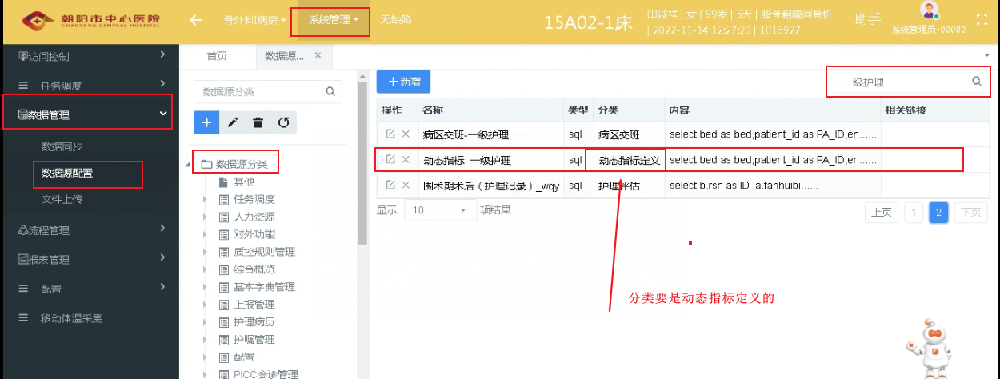 朝阳市中心医院
CHAOYANG CENTRAL HOSPITAL
骨外科Ⅰ病房
系统管理
无缺陷
15A02-1床
田淑祥 | 女 | 99岁 | 5天 | 股骨粗隆间骨折
| 2022-11-14 12:27:20 | 1016927
助手
系统管理员-00000
访问控制
任务调度
数据管理
数据同步
数据源配置
文件上传
流程管理
报表管理
配置
移动体温采集
首页
数据源...
数据源分类
数据源分类
其他
任务调度
人力资源
对外功能
质控规则管理
综合概览
基本字典管理
上报管理
护理病历
护嘱管理
配置
PICC会诊管理
新增
一级护理
操作 名称 类型 分类 内容 相关链接
病区交班-一级护理 sql 病区交班 select bed as bed,patient_id as PA_ID,en......
动态指标_一级护理 sql 动态指标定义 select bed as bed,patient_id as PA_ID,en......
围术期术后（护理记录）_wqy sql 护理评估 select b.rsn as ID ,a.fanhuibi......
显示 10 项结果
上页 1 2 下页
分类要是动态指标定义的